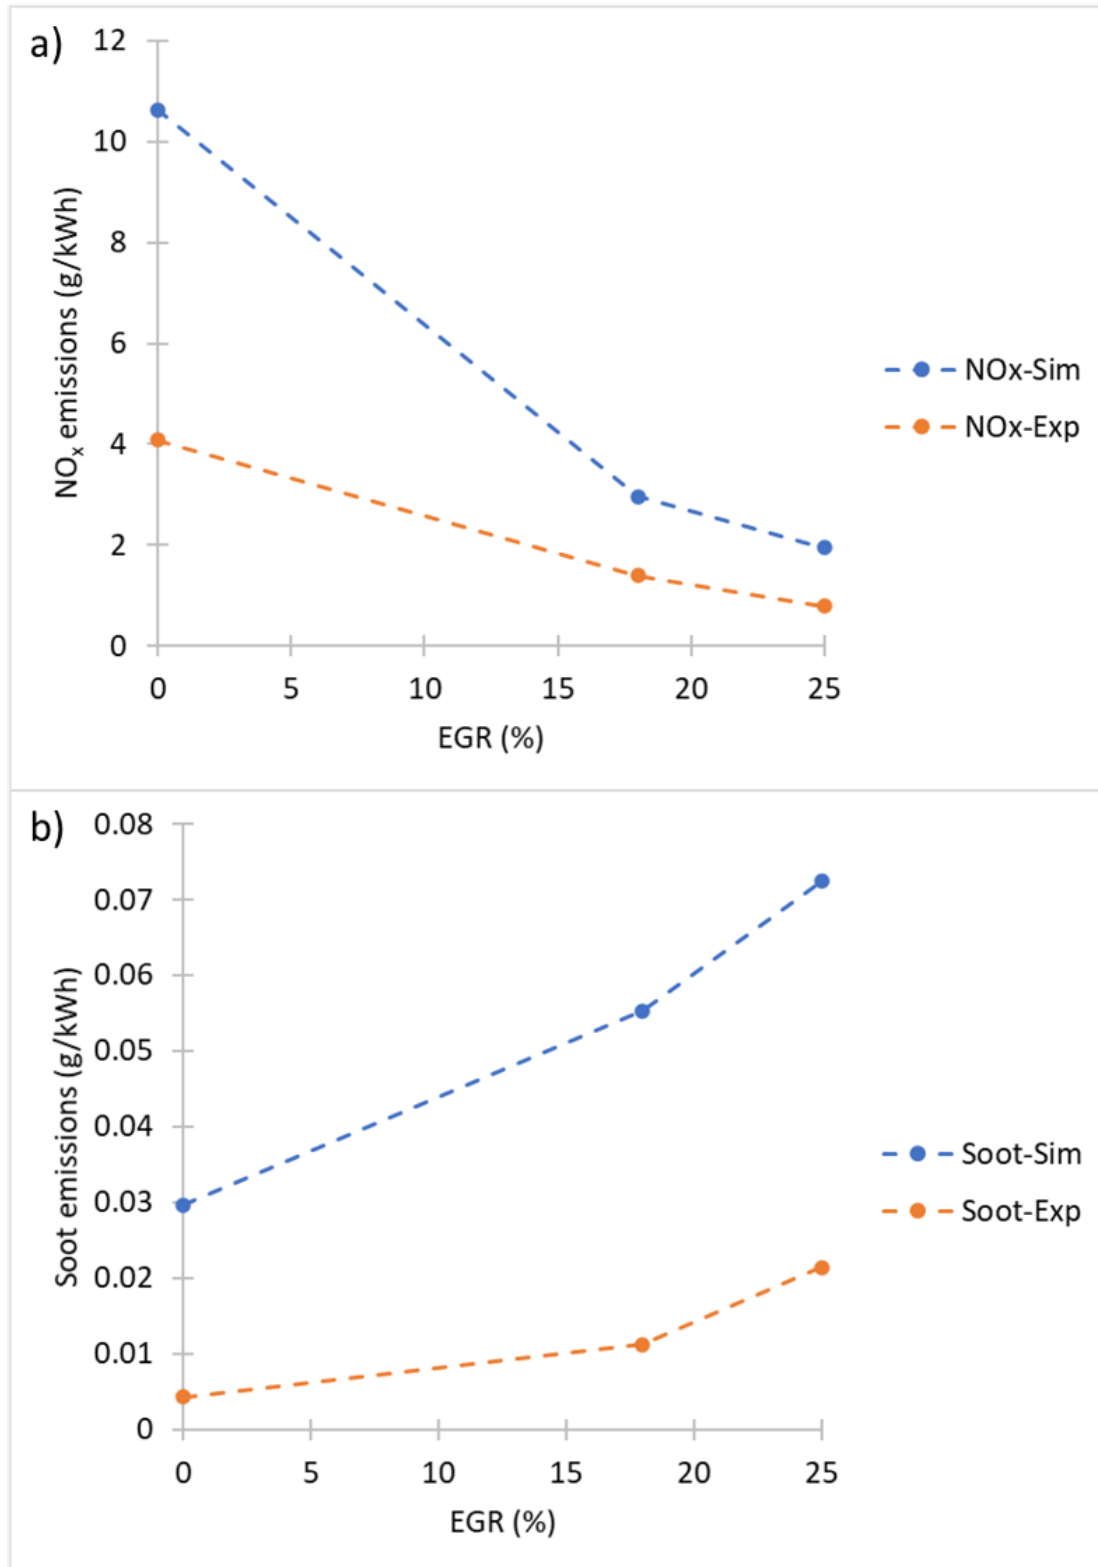 a)
12
10
8
6
4
2
0
NOx emissions (g/kWh)
0 5 10 15 20 25
EGR (%)
NOx-Sim
NOx-Exp
b)
0.08
0.07
0.06
0.05
0.04
0.03
0.02
0.01
0
Soot emissions (g/kWh)
0 5 10 15 20 25
EGR (%)
Soot-Sim
Soot-Exp